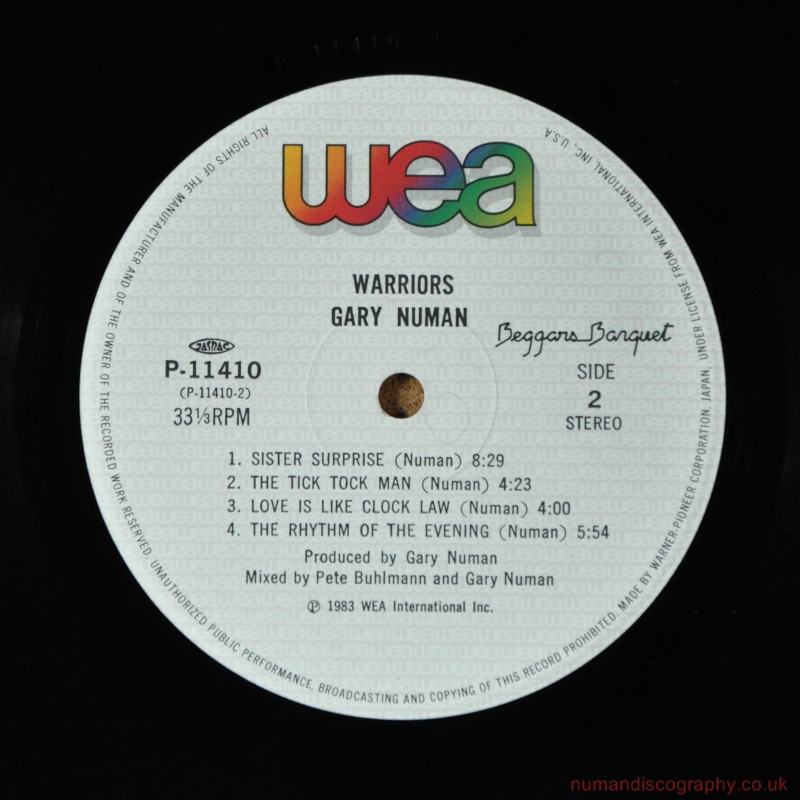 P-11410
wea
WARRIORS
GARY NUMAN
Beggars Banquet
JASRAC
P-11410
(P-11410-2)
33⅓RPM
SIDE
2
STEREO
1. SISTER SURPRISE (Numan) 8:29
2. THE TICK TOCK MAN (Numan) 4:23
3. LOVE IS LIKE CLOCK LAW (Numan) 4:00
4. THE RHYTHM OF THE EVENING (Numan) 5:54
Produced by Gary Numan
Mixed by Pete Buhlmann and Gary Numan
Ⓟ 1983 WEA International Inc.
ALL RIGHTS OF THE MANUFACTURER AND OF THE OWNER OF THE RECORDED WORK RESERVED. UNAUTHORIZED PUBLIC PERFORMANCE, BROADCASTING AND COPYING OF THIS RECORD PROHIBITED. MADE BY WARNER-PIONEER CORPORATION, JAPAN, UNDER LICENSE FROM WEA INTERNATIONAL INC., U.S.A.
numandiscography.co.uk